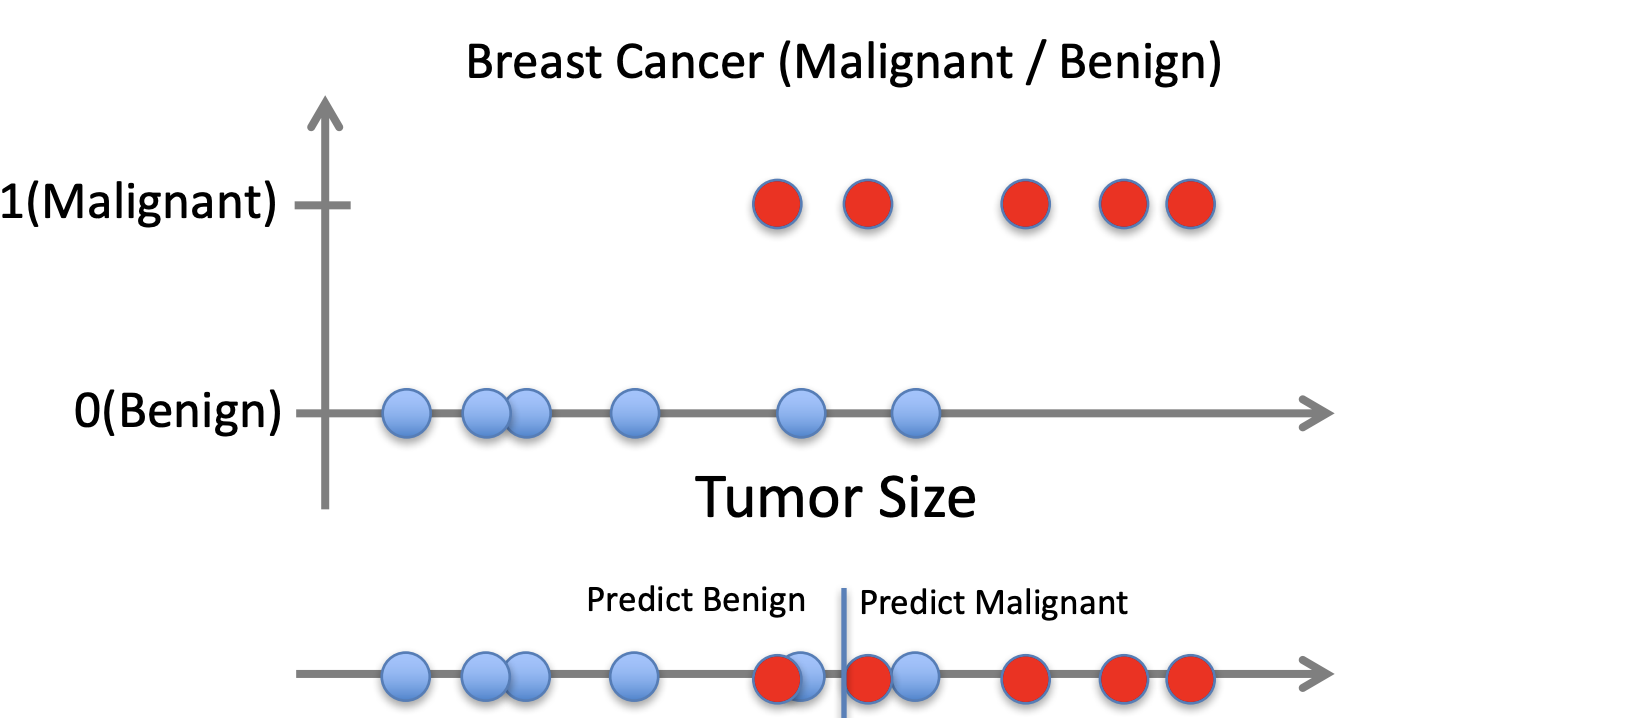 Breast Cancer (Malignant / Benign)
1(Malignant)
0(Benign)
Tumor Size
Predict Benign
Predict Malignant